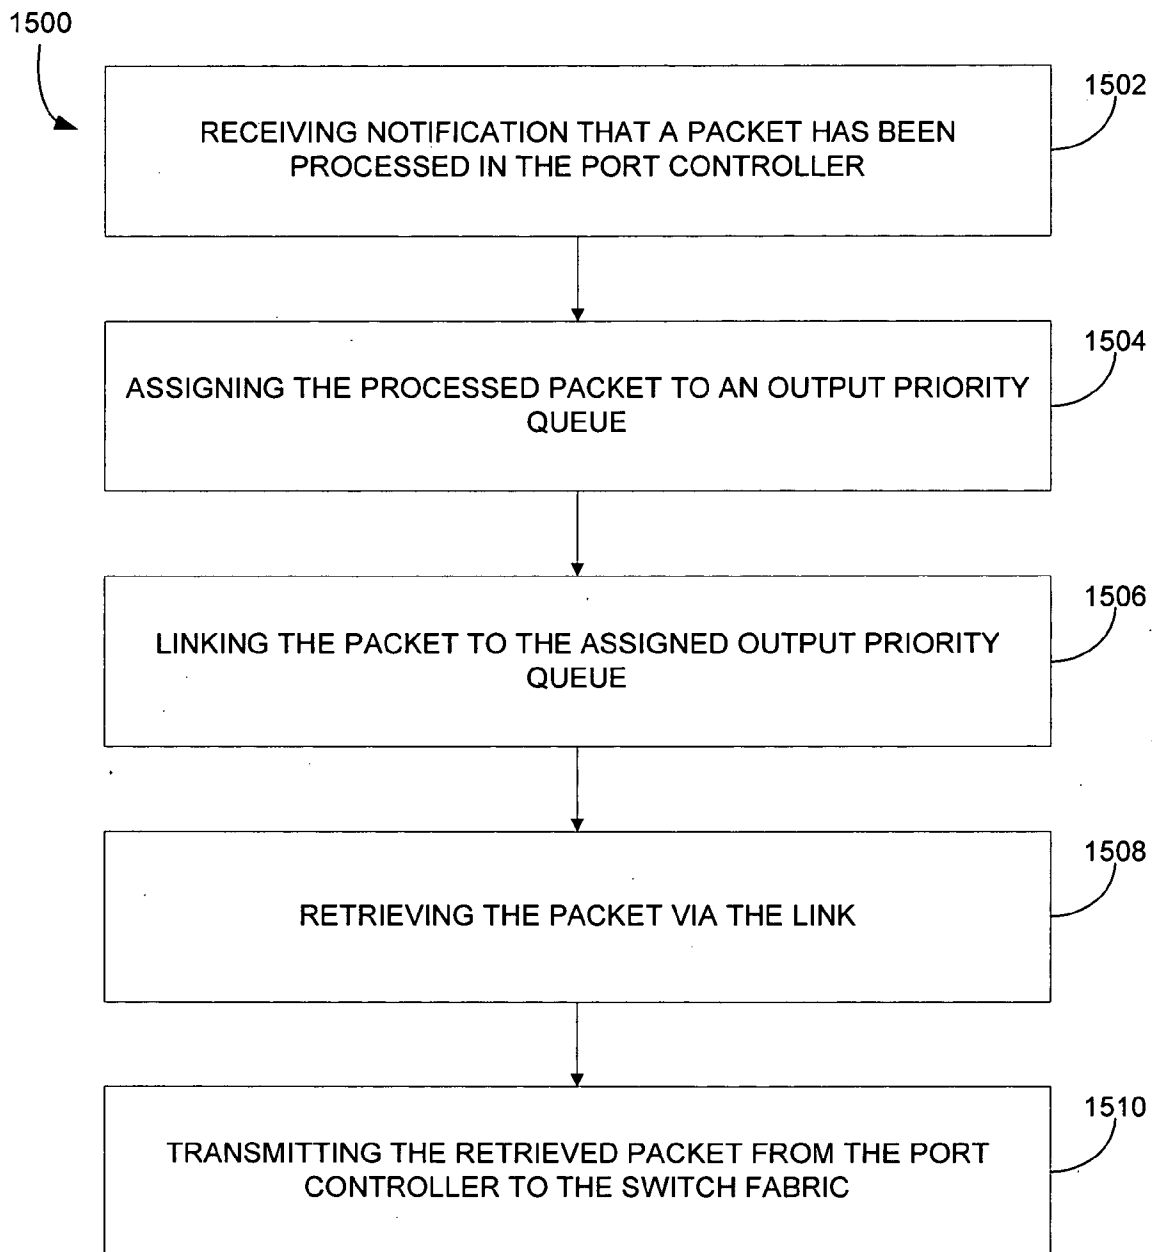 1500
1502
RECEIVING NOTIFICATION THAT A PACKET HAS BEEN
PROCESSED IN THE PORT CONTROLLER
1504
ASSIGNING THE PROCESSED PACKET TO AN OUTPUT PRIORITY
QUEUE
1506
LINKING THE PACKET TO THE ASSIGNED OUTPUT PRIORITY
QUEUE
1508
RETRIEVING THE PACKET VIA THE LINK
1510
TRANSMITTING THE RETRIEVED PACKET FROM THE PORT
CONTROLLER TO THE SWITCH FABRIC